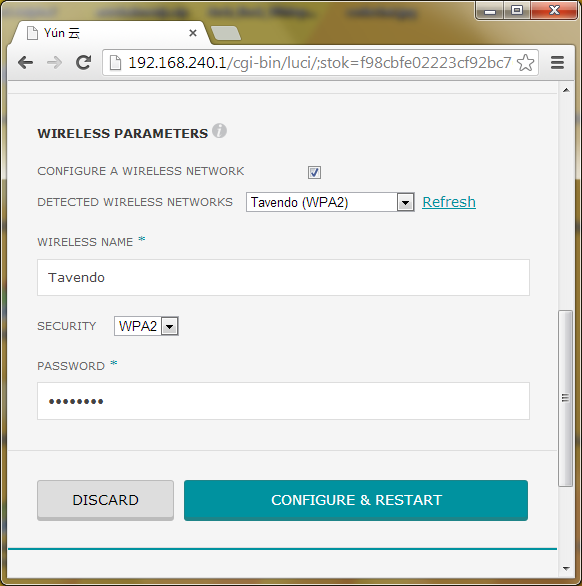 Yún 云
192.168.240.1/cgi-bin/luci/;stok=f98cbfe02223cf92bc7
WIRELESS PARAMETERS i
CONFIGURE A WIRELESS NETWORK
DETECTED WIRELESS NETWORKS Tavendo (WPA2) Refresh
WIRELESS NAME *
Tavendo
SECURITY WPA2
PASSWORD *
••••••••
DISCARD CONFIGURE & RESTART